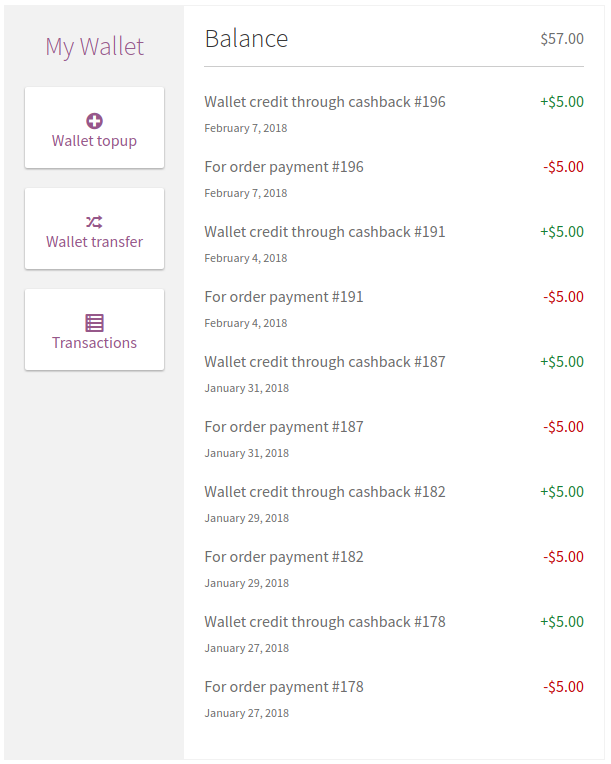 My Wallet
Wallet topup
Wallet transfer
Transactions
Balance $57.00
Wallet credit through cashback #196 +$5.00
February 7, 2018
For order payment #196 -$5.00
February 7, 2018
Wallet credit through cashback #191 +$5.00
February 4, 2018
For order payment #191 -$5.00
February 4, 2018
Wallet credit through cashback #187 +$5.00
January 31, 2018
For order payment #187 -$5.00
January 31, 2018
Wallet credit through cashback #182 +$5.00
January 29, 2018
For order payment #182 -$5.00
January 29, 2018
Wallet credit through cashback #178 +$5.00
January 27, 2018
For order payment #178 -$5.00
January 27, 2018